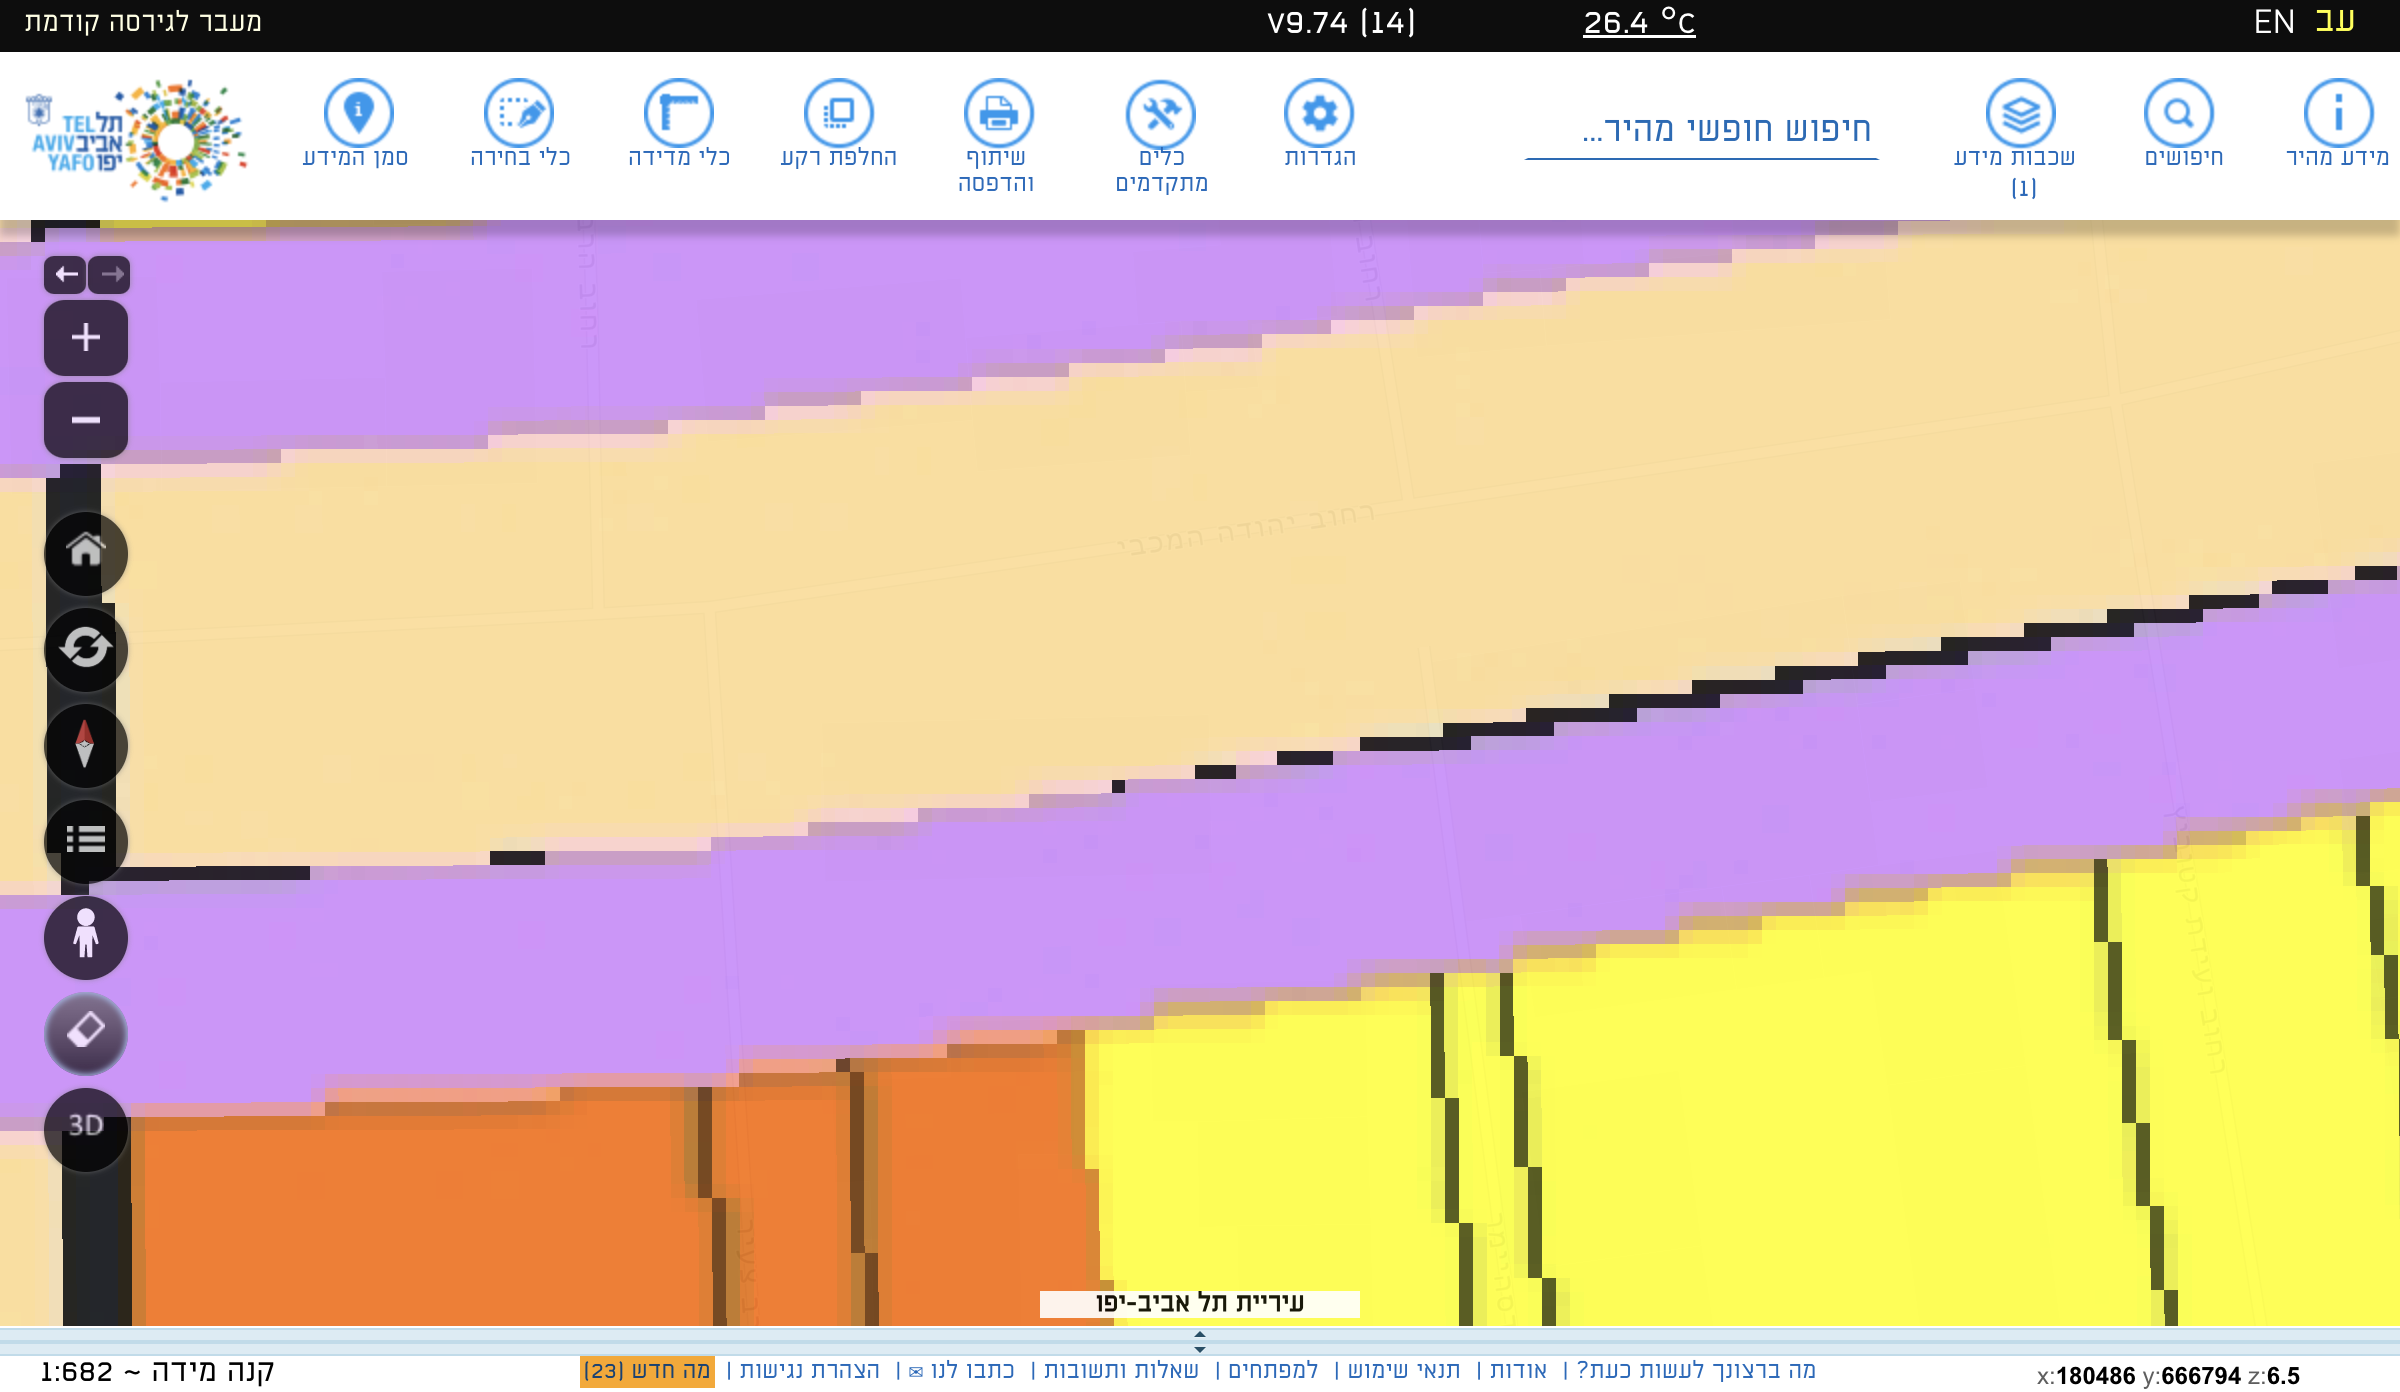 עב EN
26.4 °C
V9.74 (14)
מעבר לגירסה קודמת
מידע מהיר
חיפושים
שכבות מידע
(1)
חיפוש חופשי מהיר...
הגדרות
כלים
מתקדמים
שיתוף
והדפסה
החלפת רקע
כלי מדידה
כלי בחירה
סמן המידע
תל אביב יפו
TEL AVIV YAFO
רחוב יהודה המכבי
3D
עיריית תל אביב-יפו
מה ברצונך לעשות כעת? | אודות | תנאי שימוש | למפתחים | שאלות ותשובות | כתבו לנו ✉ | הצהרת נגישות | מה חדש (23)
קנה מידה ~ 1:682
x:180486 y:666794 z:6.5